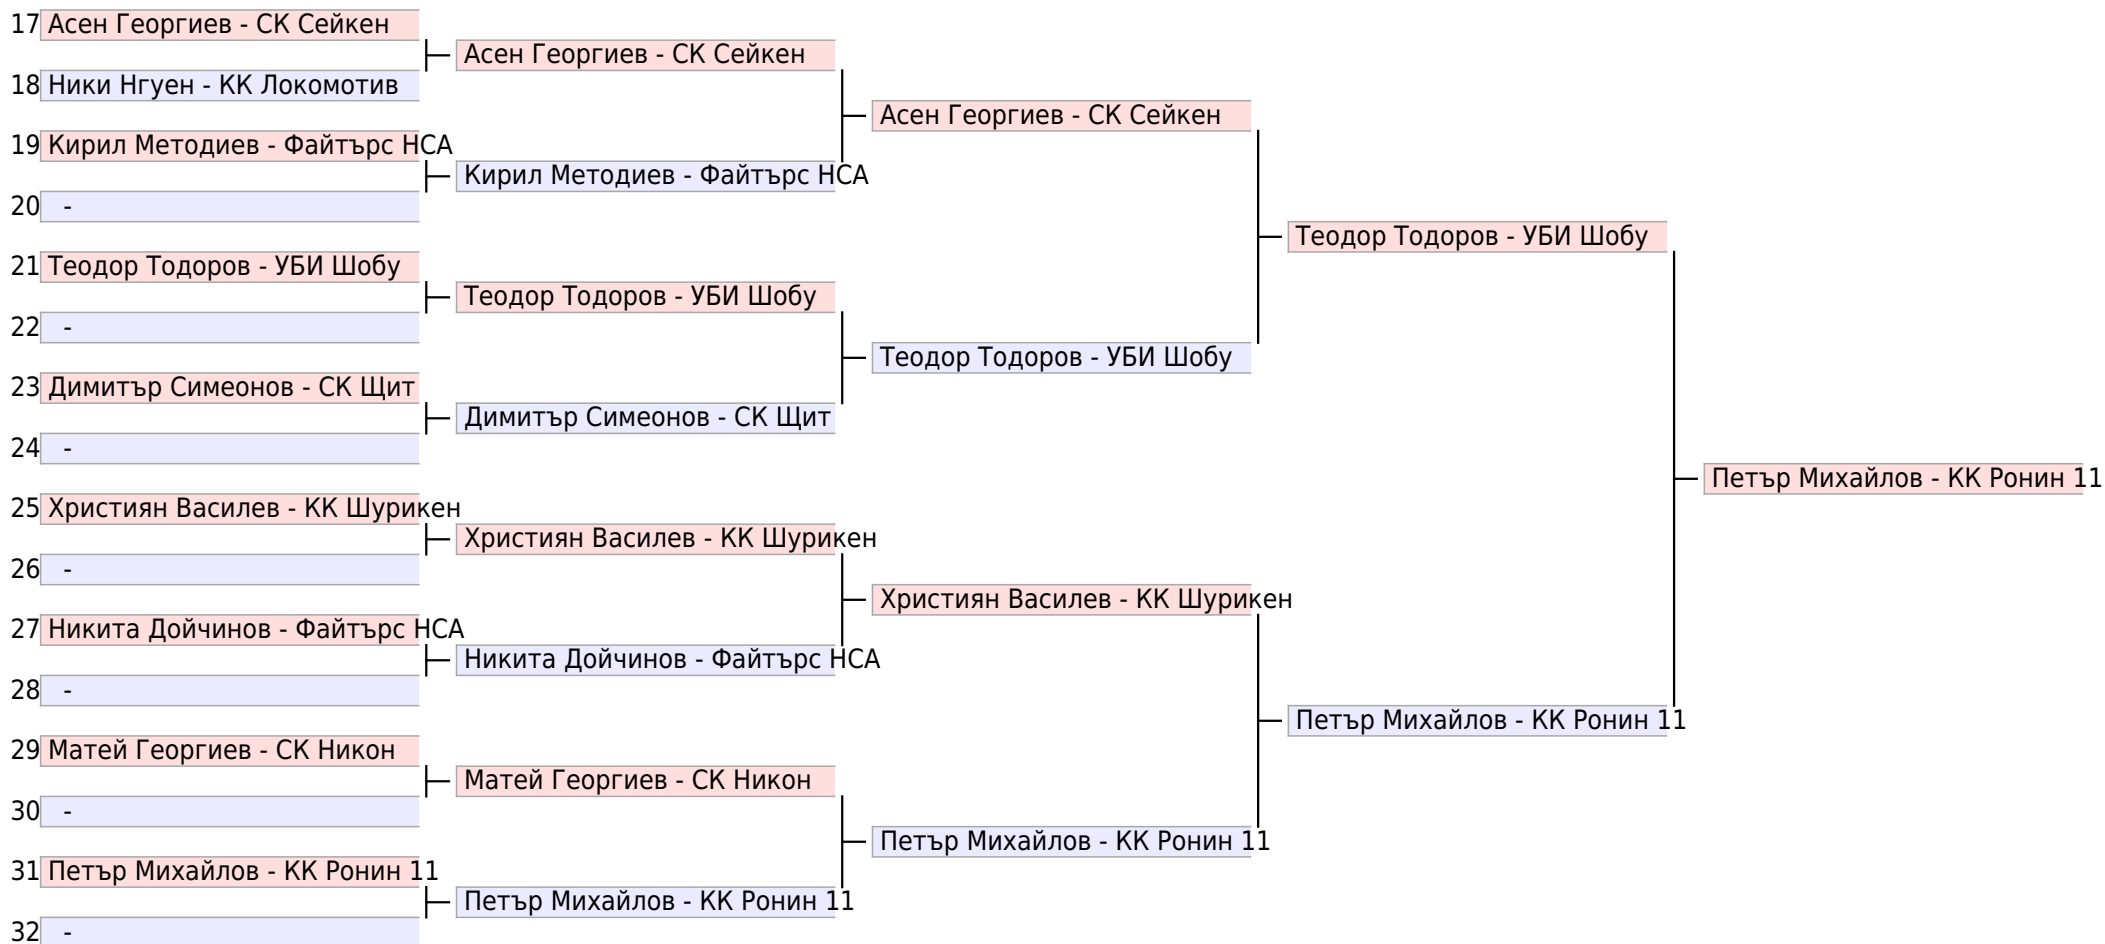 17 Асен Георгиев - СК Сейкен
Асен Георгиев - СК Сейкен
18 Ники Нгуен - КК Локомотив
Асен Георгиев - СК Сейкен
19 Кирил Методиев - Файтърс НСА
Кирил Методиев - Файтърс НСА
20 -
Теодор Тодоров - УБИ Шобу
21 Теодор Тодоров - УБИ Шобу
Теодор Тодоров - УБИ Шобу
22 -
Теодор Тодоров - УБИ Шобу
23 Димитър Симеонов - СК Щит
Димитър Симеонов - СК Щит
24 -
Петър Михайлов - КК Ронин 11
25 Християн Василев - КК Шурикен
Християн Василев - КК Шурикен
26 -
Християн Василев - КК Шурикен
27 Никита Дойчинов - Файтърс НСА
Никита Дойчинов - Файтърс НСА
28 -
Петър Михайлов - КК Ронин 11
29 Матей Георгиев - СК Никон
Матей Георгиев - СК Никон
30 -
Петър Михайлов - КК Ронин 11
31 Петър Михайлов - КК Ронин 11
Петър Михайлов - КК Ронин 11
32 -